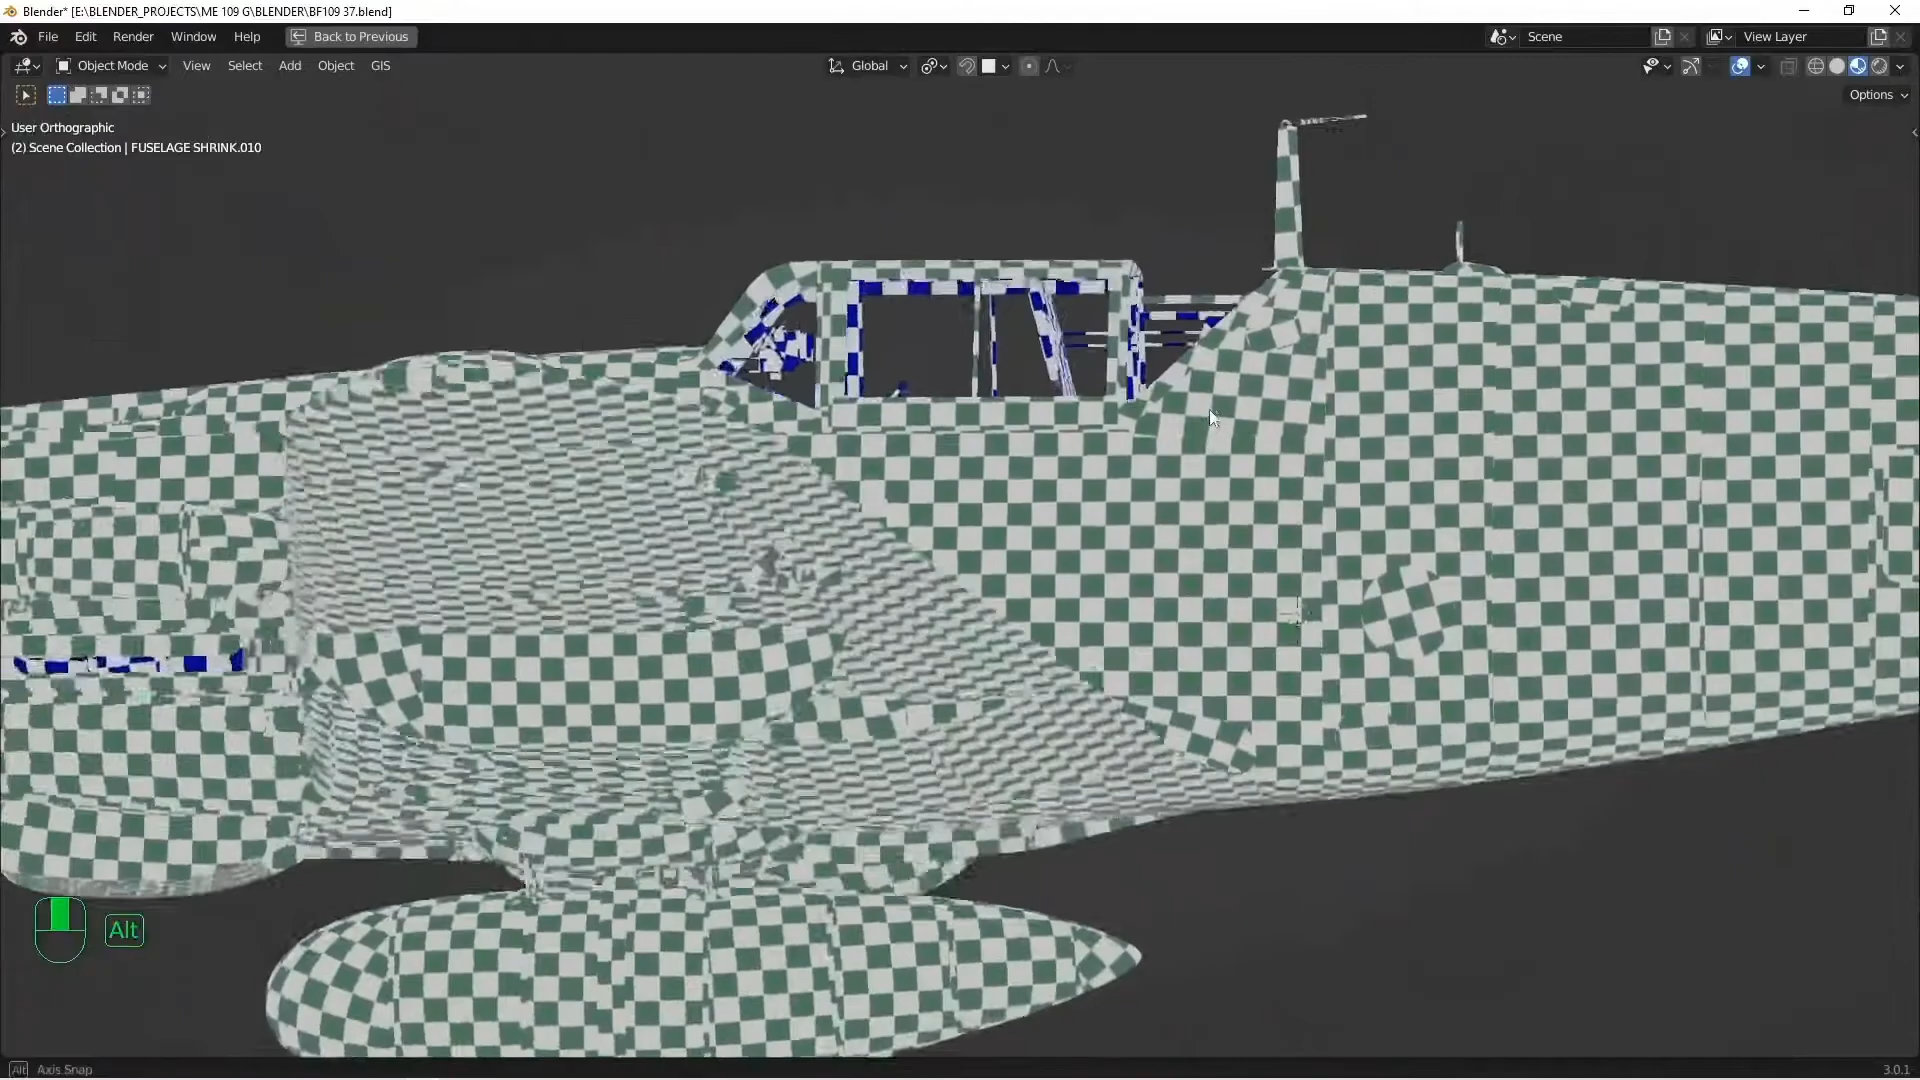 Blender* [E:\BLENDER_PROJECTS\ME 109 G\BLENDER\BF109 37.blend]
File Edit Render Window Help Back to Previous Scene View Layer
Object Mode View Select Add Object GIS Global
Options
User Orthographic
(2) Scene Collection | FUSELAGE SHRINK.010
Alt
Alt Axis Snap 3.0.1